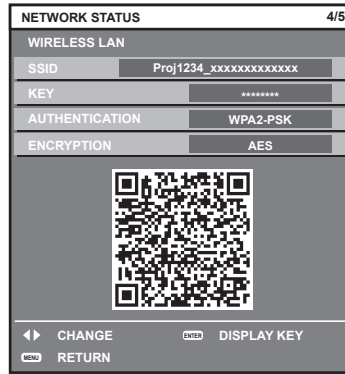 NETWORK STATUS 4/5
WIRELESS LAN
SSID Proj1234_xxxxxxxxxxxxx
KEY ********
AUTHENTICATION WPA2-PSK
ENCRYPTION AES
CHANGE ENTER DISPLAY KEY
MENU RETURN